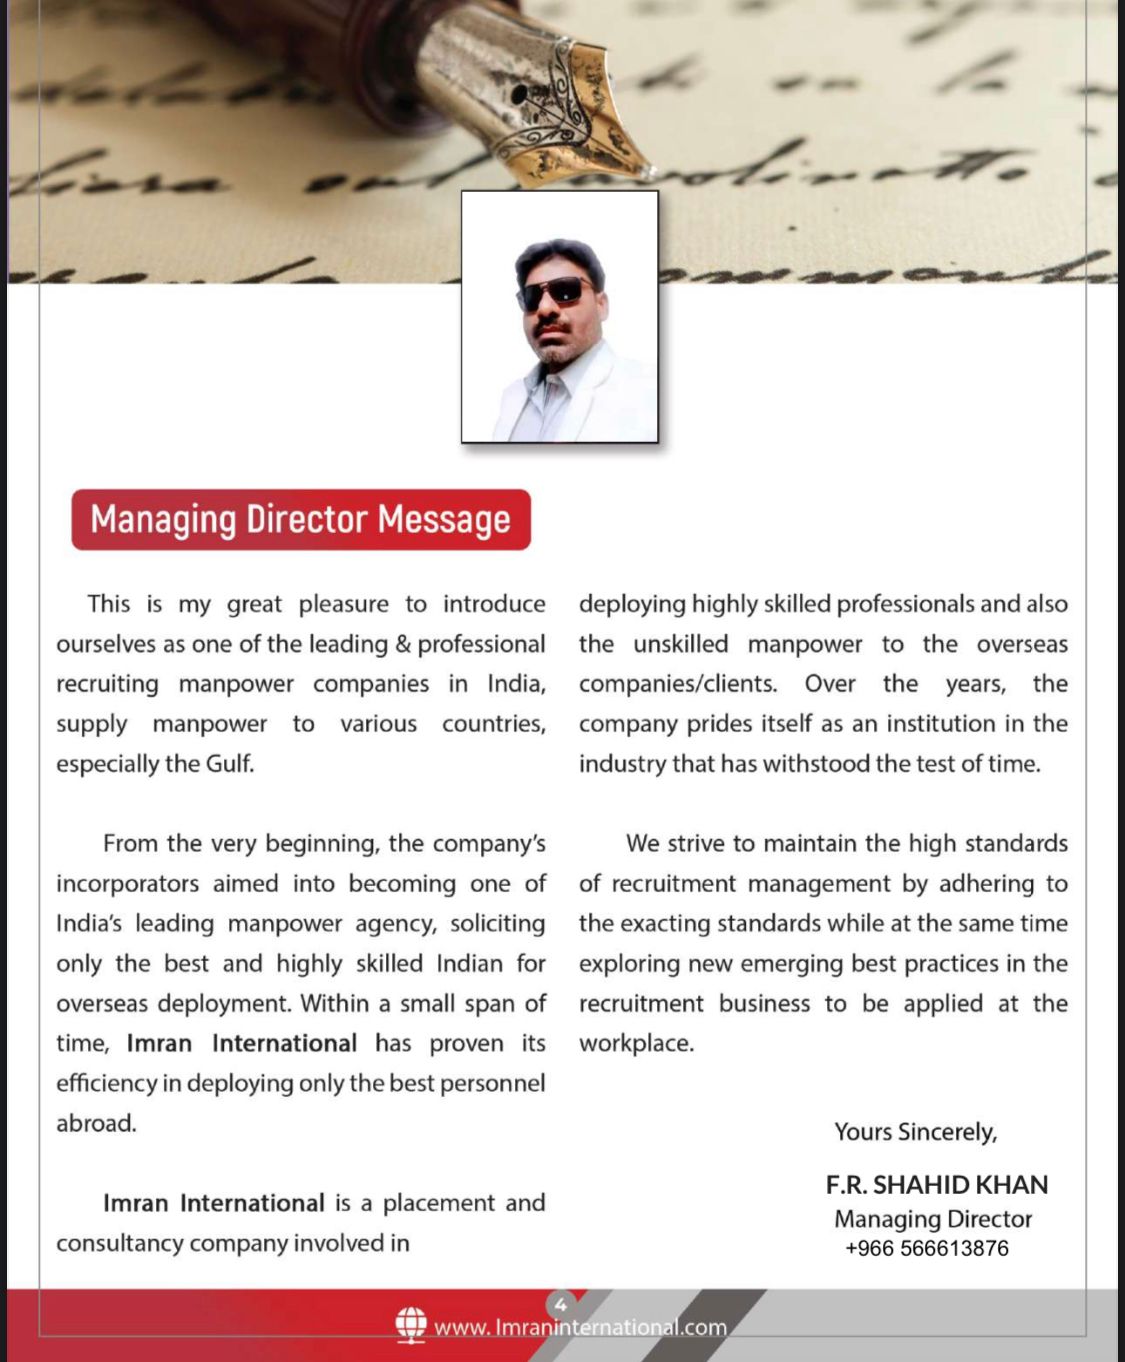 Managing Director Message
This is my great pleasure to introduce
ourselves as one of the leading & professional
recruiting manpower companies in India,
supply manpower to various countries,
especially the Gulf.
From the very beginning, the company’s
incorporators aimed into becoming one of
India’s leading manpower agency, soliciting
only the best and highly skilled Indian for
overseas deployment. Within a small span of
time, Imran International has proven its
efficiency in deploying only the best personnel
abroad.
Imran International is a placement and
consultancy company involved in
deploying highly skilled professionals and also
the unskilled manpower to the overseas
companies/clients. Over the years, the
company prides itself as an institution in the
industry that has withstood the test of time.
We strive to maintain the high standards
of recruitment management by adhering to
the exacting standards while at the same time
exploring new emerging best practices in the
recruitment business to be applied at the
workplace.
Yours Sincerely,
F.R. SHAHID KHAN
Managing Director
+966 566613876
4
www. Imraninternational.com